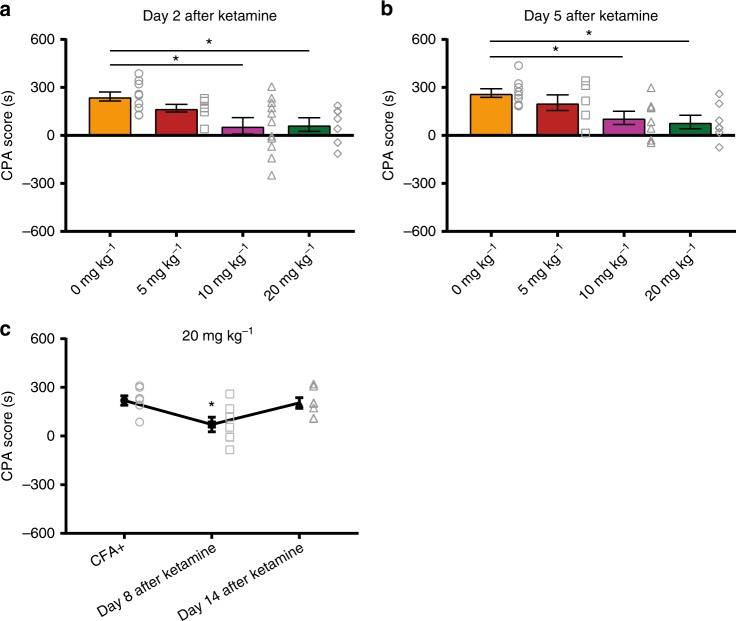 a
Day 2 after ketamine
600
300
0
−300
−600
CPA score (s)
*
*
0 mg kg⁻¹
5 mg kg⁻¹
10 mg kg⁻¹
20 mg kg⁻¹
b
Day 5 after ketamine
600
300
0
−300
−600
CPA score (s)
*
*
0 mg kg⁻¹
5 mg kg⁻¹
10 mg kg⁻¹
20 mg kg⁻¹
c
20 mg kg⁻¹
600
300
0
−300
−600
CPA score (s)
*
CFA+
Day 8 after ketamine
Day 14 after ketamine